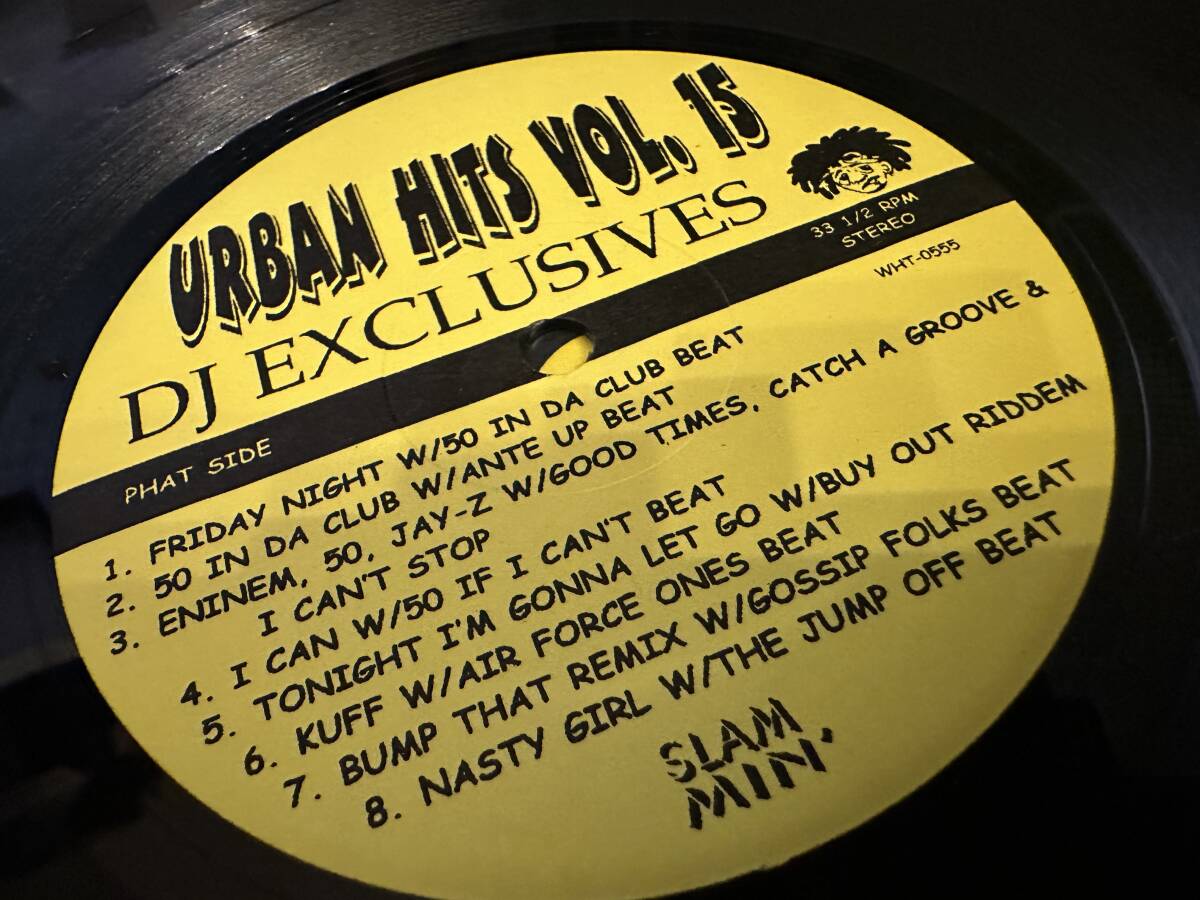 URBAN HITS VOL. 15
DJ EXCLUSIVES
33 1/2 RPM
STEREO
PHAT SIDE
WHT-0555
1. FRIDAY NIGHT W/50 IN DA CLUB BEAT
2. 50 IN DA CLUB W/ANTE UP BEAT
3. ENINEM, 50, JAY-Z W/GOOD TIMES, CATCH A GROOVE &
I CAN'T STOP
4. I CAN W/50 IF I CAN'T BEAT
5. TONIGHT I'M GONNA LET GO W/BUY OUT RIDDEM
6. KUFF W/AIR FORCE ONES BEAT
7. BUMP THAT REMIX W/GOSSIP FOLKS BEAT
8. NASTY GIRL W/THE JUMP OFF BEAT
SLAM
MIN'